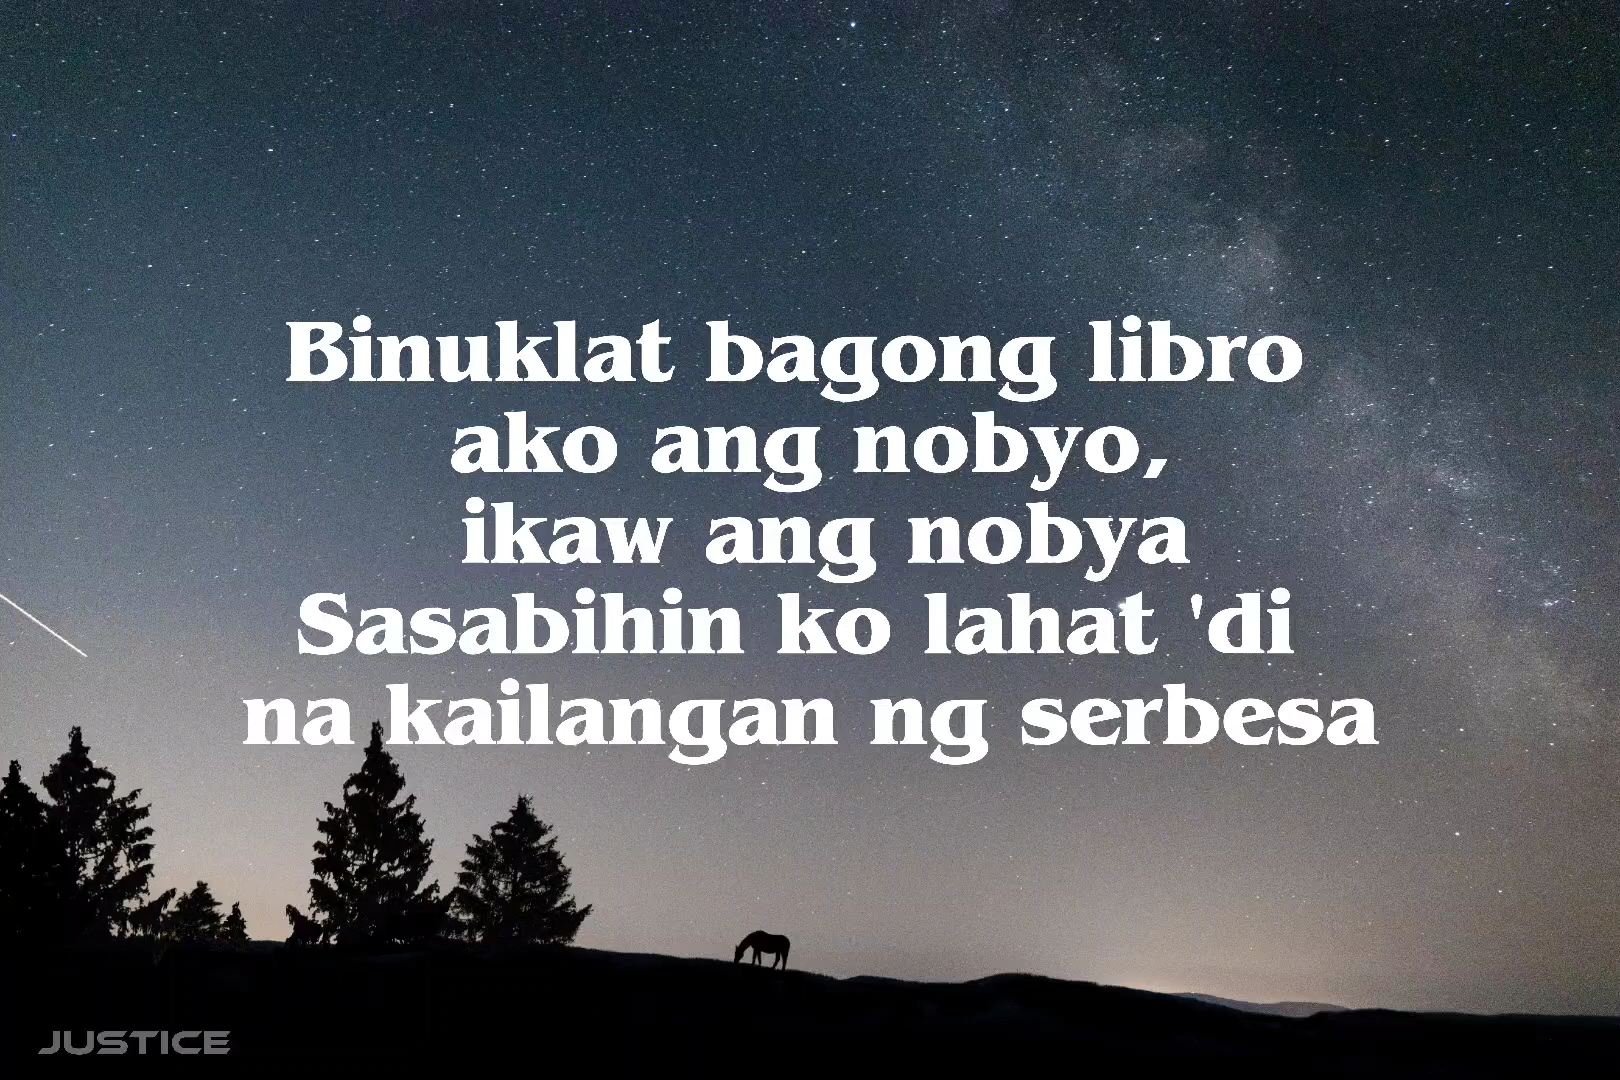 Binuklat bagong libro
ako ang nobyo,
ikaw ang nobya
Sasabihin ko lahat 'di
na kailangan ng serbesa
JUSTICE